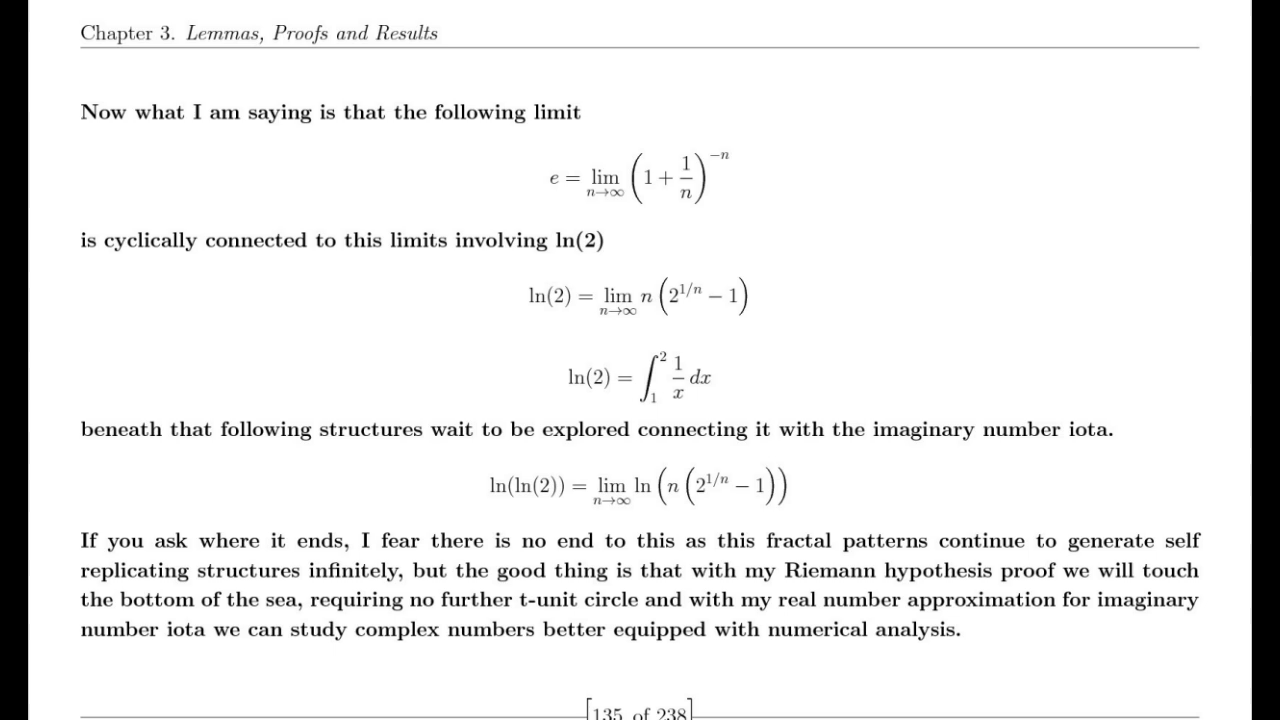 Chapter 3. Lemmas, Proofs and Results
Now what I am saying is that the following limit
e = lim_{n→∞} (1 + 1/n)^{-n}
is cyclically connected to this limits involving ln(2)
ln(2) = lim_{n→∞} n (2^{1/n} − 1)
ln(2) = ∫_1^2 1/x dx
beneath that following structures wait to be explored connecting it with the imaginary number iota.
ln(ln(2)) = lim_{n→∞} ln (n (2^{1/n} − 1))
If you ask where it ends, I fear there is no end to this as this fractal patterns continue to generate self
replicating structures infinitely, but the good thing is that with my Riemann hypothesis proof we will touch
the bottom of the sea, requiring no further t-unit circle and with my real number approximation for imaginary
number iota we can study complex numbers better equipped with numerical analysis.
[135 of 238]